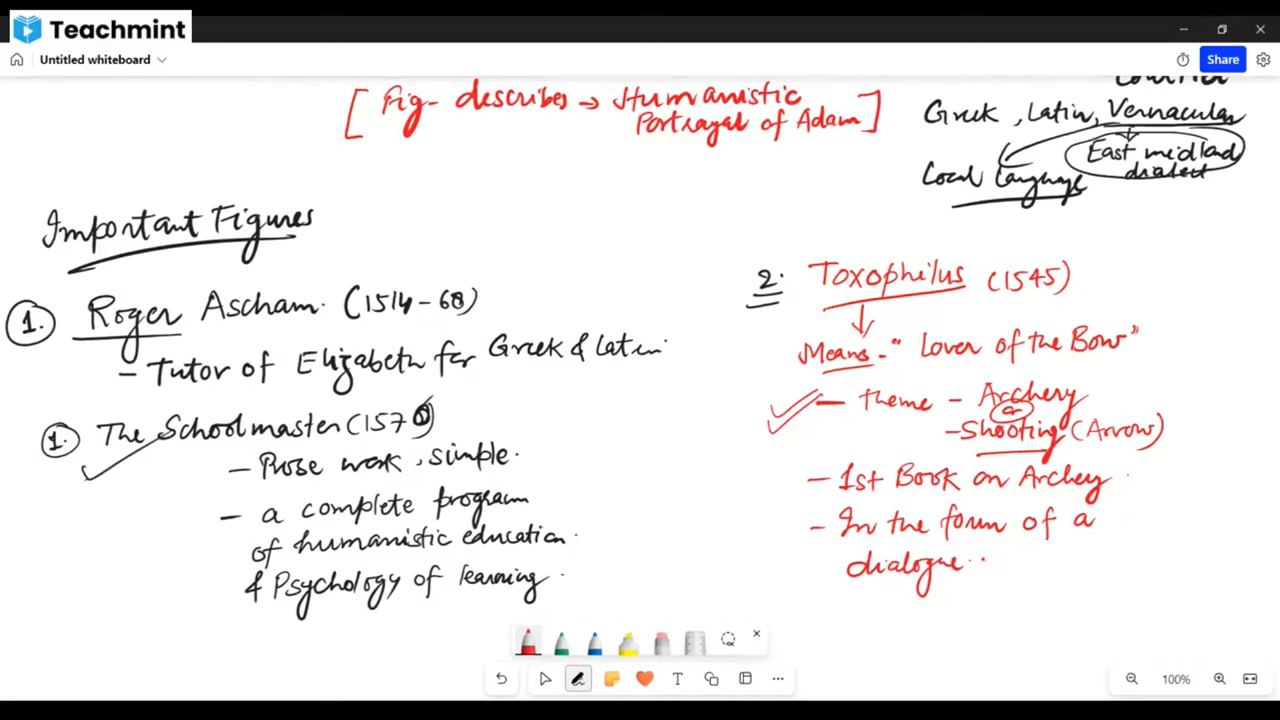 Teachmint
Untitled whiteboard
Share
[ Fig- describes → Humanistic
Portrayal of Adam ]
Greek, Latin, Vernacular
East midland
dialect
Local Language
Important Figures
1. Roger Ascham. (1514-68)
- Tutor of Elizabeth for Greek & Latin
1. The Schoolmaster (1570)
- Prose work, simple.
- a complete program
of humanistic education.
& Psychology of learning.
2. Toxophilus (1545)
Means - "Lover of the Bow"
- theme - Archery
or
- Shooting (Arrow)
- 1st Book on Archey.
- In the form of a
dialogue..
100%